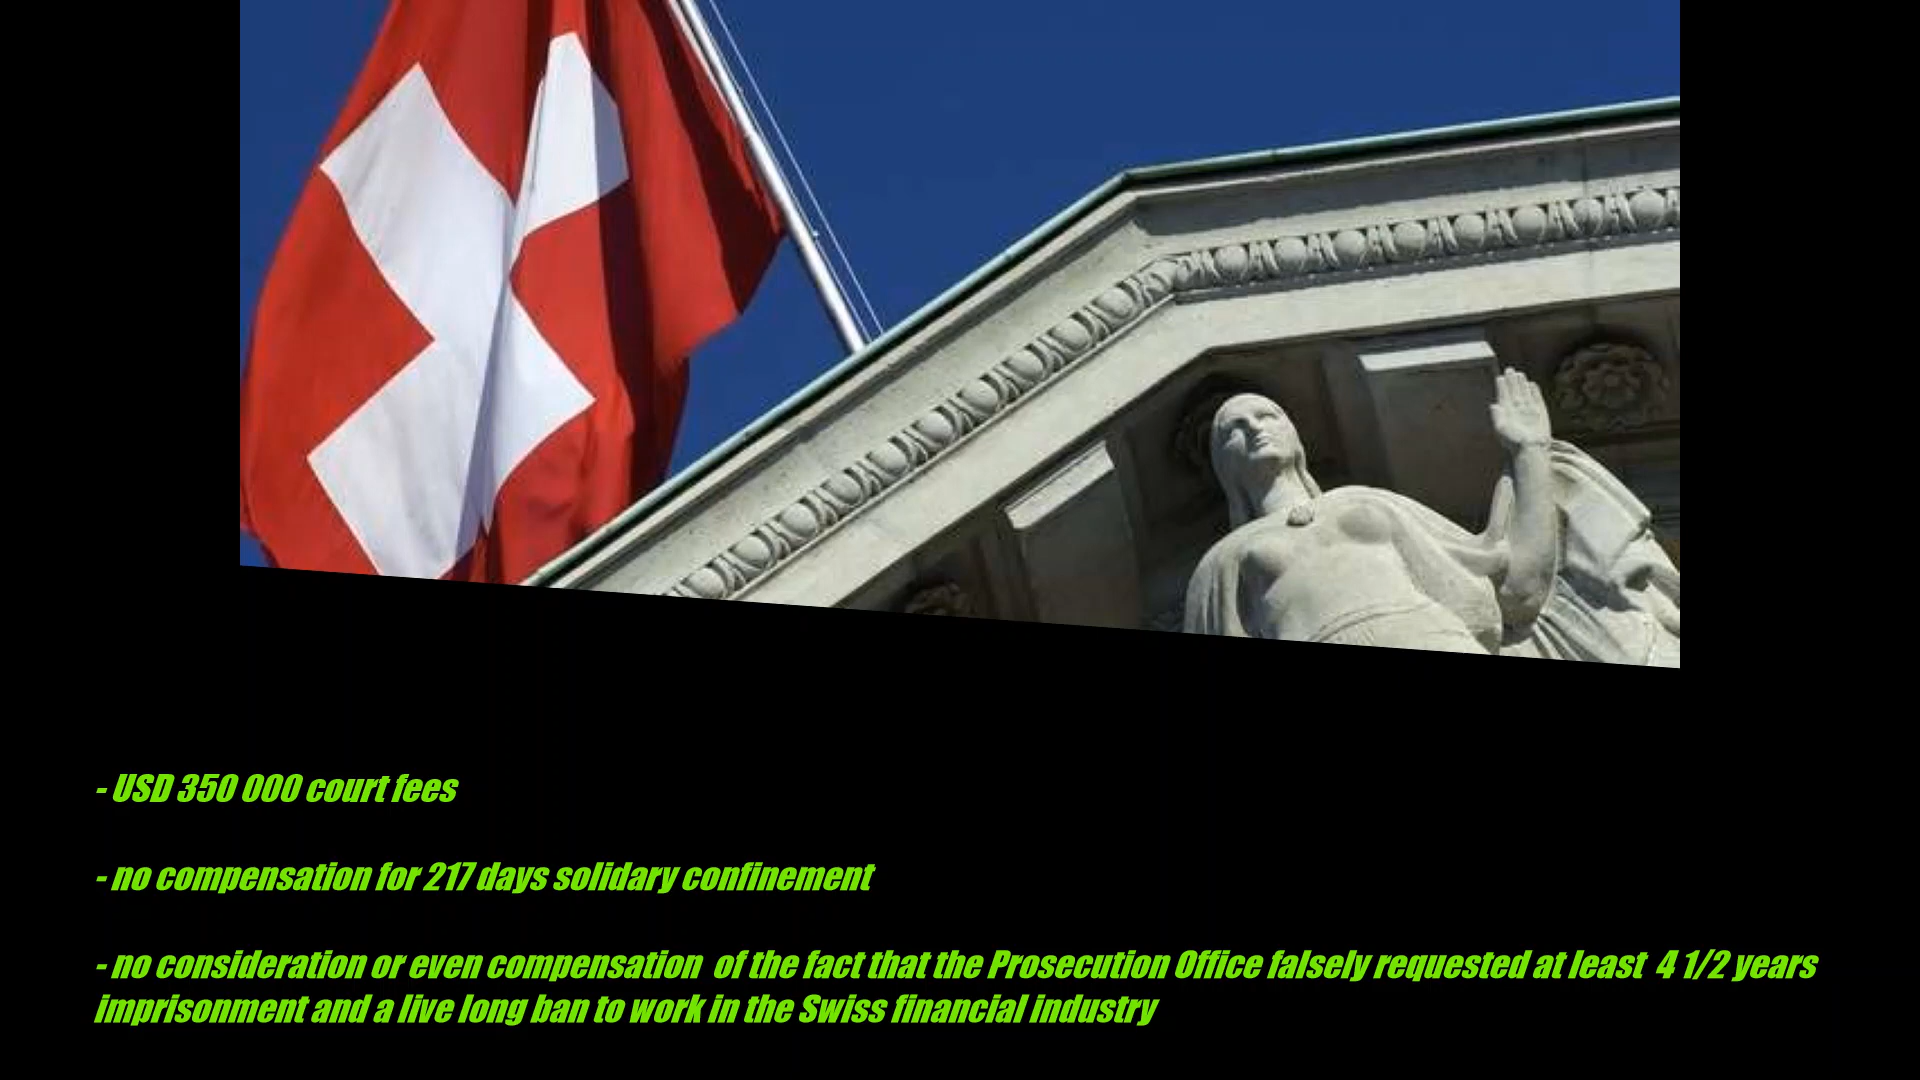 - USD 350 000 court fees
- no compensation for 217 days solidary confinement
- no consideration or even compensation  of the fact that the Prosecution Office falsely requested at least  4 1/2 years
imprisonment and a live long ban to work in the Swiss financial industry